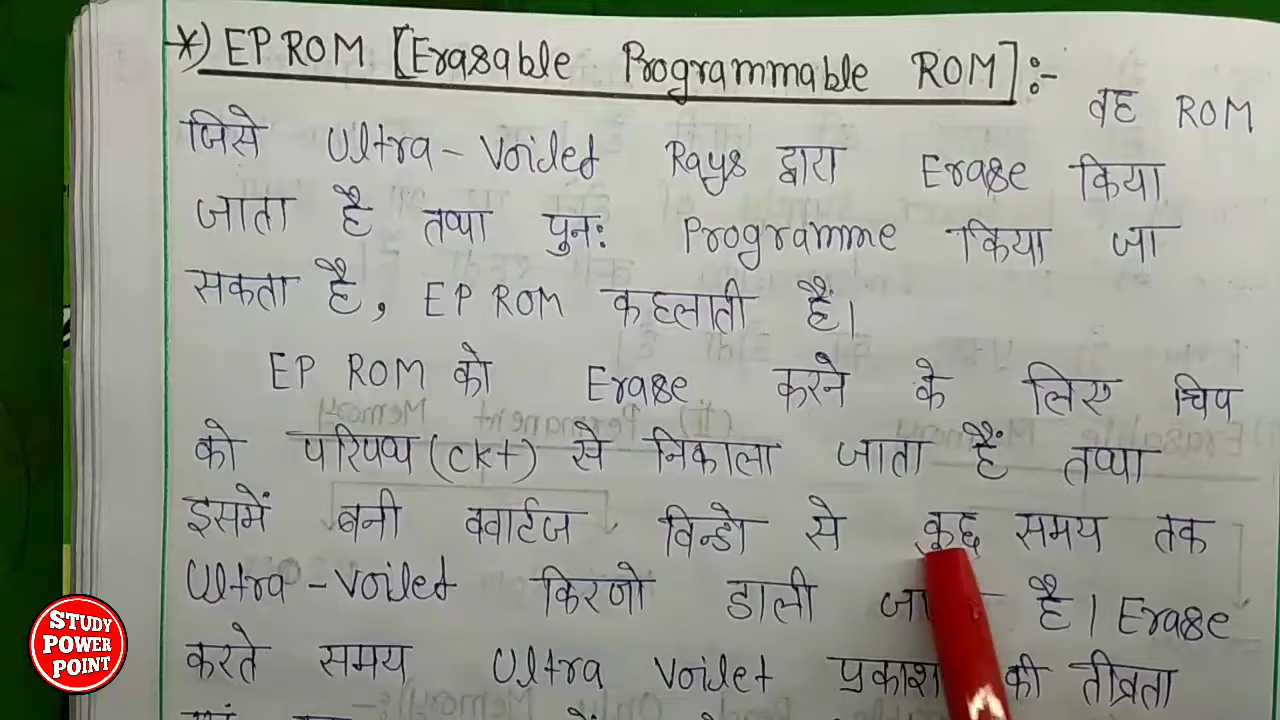 *) EPROM [Erasable Programmable ROM] :-
वह ROM
जिसे Ultra-Voilet Rays द्वारा Erase किया
जाता है तथा पुनः Programme किया जा
सकता है, EPROM कहलाती है।
EPROM को Erase करने के लिए चिप
को परिपथ (ckt) से निकाला जाता हैं तथा
इसमें बनी क्वार्टज विन्डो से कुछ समय तक
Ultra-Voilet किरणो डाली है। Erase
करते समय Ultra Voilet प्रकाश की तीव्रता
STUDY
POWER
POINT